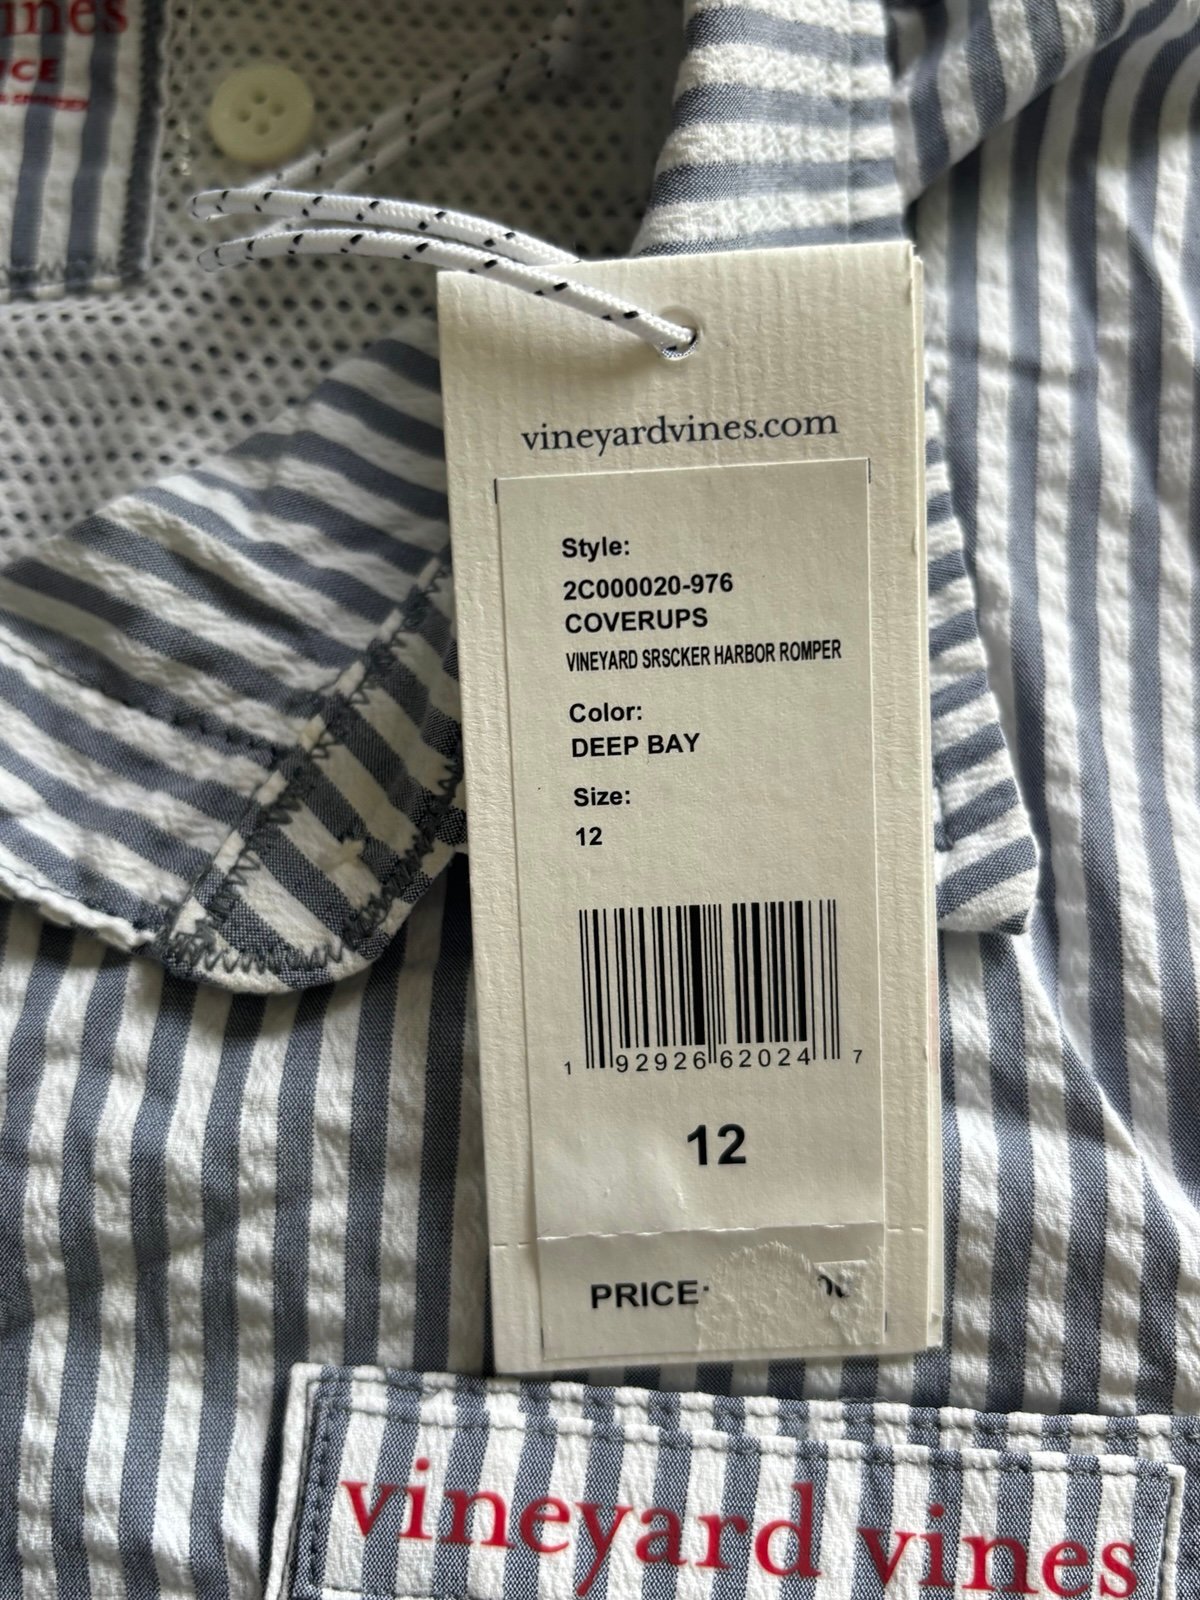 vineyardvines.com
Style:
2C000020-976
COVERUPS
VINEYARD SRSCKER HARBOR ROMPER
Color:
DEEP BAY
Size:
12
1 92926 62024 7
12
PRICE
vineyard vines